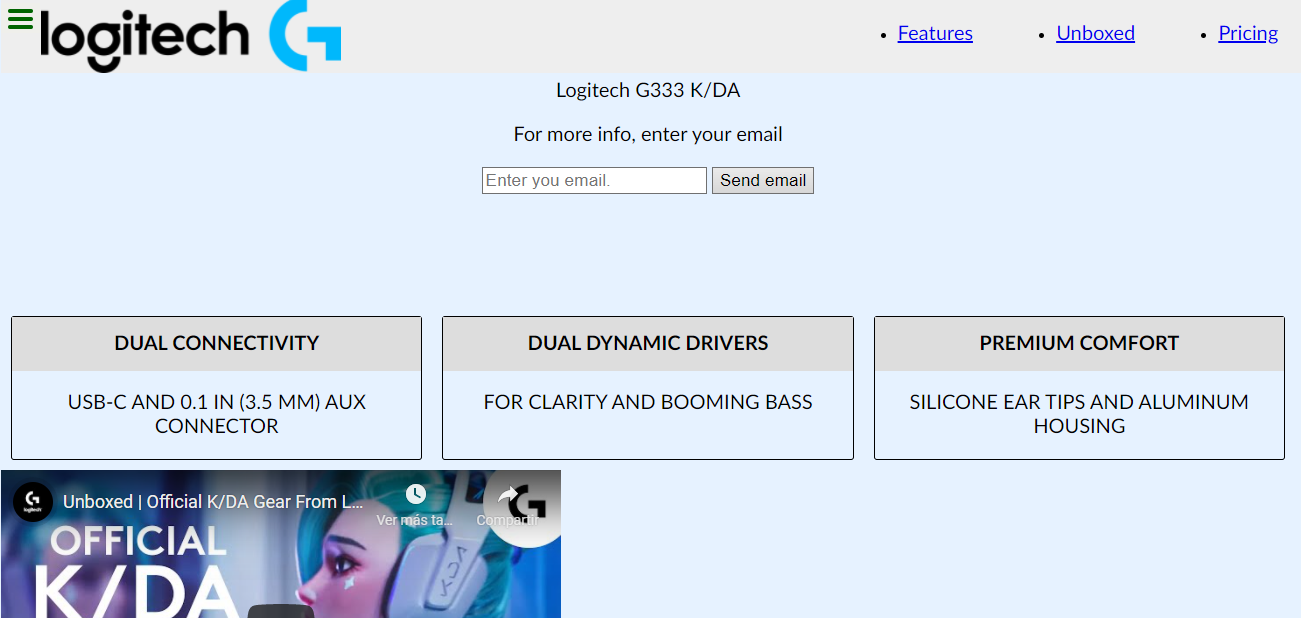 logitech G
Features
Unboxed
Pricing
Logitech G333 K/DA
For more info, enter your email
Enter you email.
Send email
DUAL CONNECTIVITY
USB-C AND 0.1 IN (3.5 MM) AUX
CONNECTOR
DUAL DYNAMIC DRIVERS
FOR CLARITY AND BOOMING BASS
PREMIUM COMFORT
SILICONE EAR TIPS AND ALUMINUM
HOUSING
logitech
Unboxed | Official K/DA Gear From L...
Ver más ta...
Compartir
OFFICIAL
K/DA
K/DA